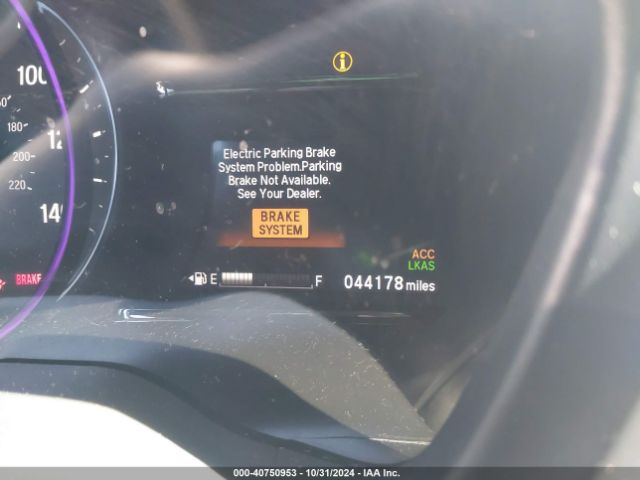 100
180
200
220
Electric Parking Brake
System Problem.Parking
Brake Not Available.
See Your Dealer.
BRAKE
SYSTEM
ACC
LKAS
BRAKE
E F 044178 miles
000-40750953 - 10/31/2024 - IAA Inc.